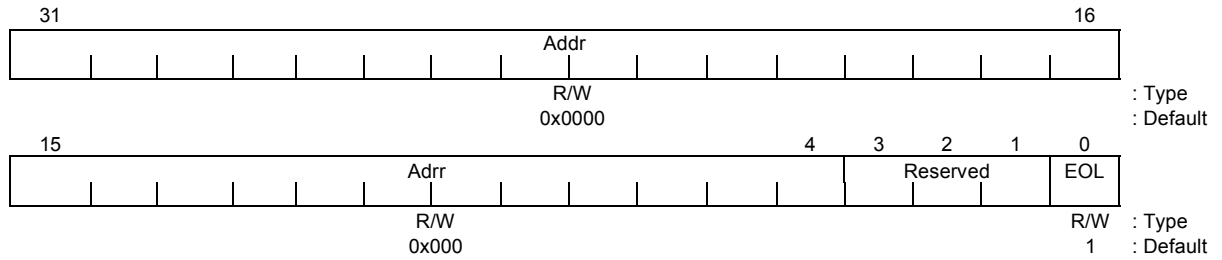 31 16
Addr
R/W : Type
0x0000 : Default
15 4 3 2 1 0
Adrr Reserved EOL
R/W R/W : Type
0x000 1 : Default